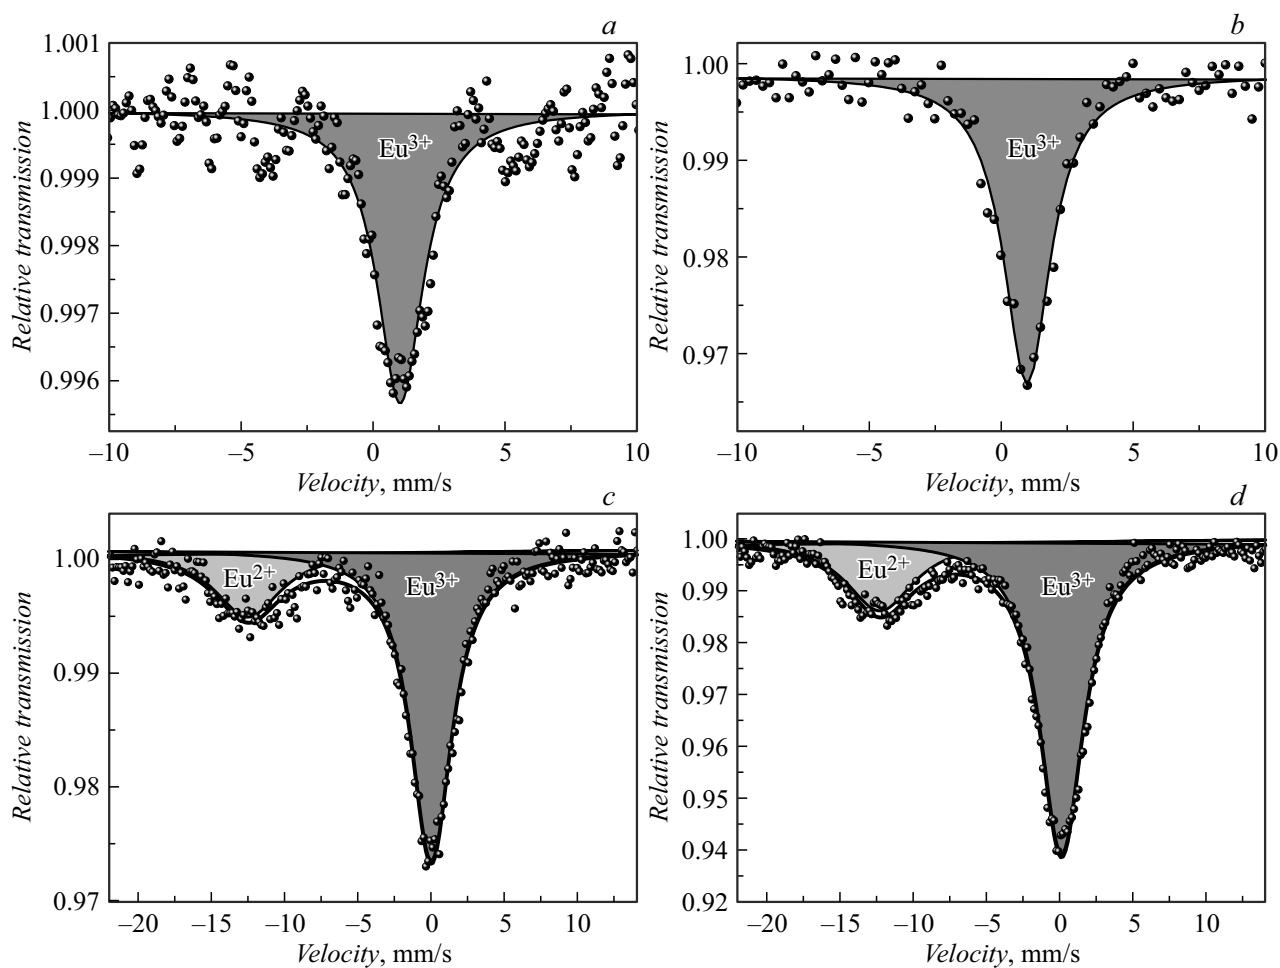 a
1.001
1.000
0.999
0.998
0.997
0.996
Relative transmission
Eu3+
–10
–5
0
5
10
Velocity, mm/s
b
1.00
0.99
0.98
0.97
Relative transmission
Eu3+
–10
–5
0
5
10
Velocity, mm/s
c
1.00
0.99
0.98
0.97
Relative transmission
Eu2+
Eu3+
–20
–15
–10
–5
0
5
10
Velocity, mm/s
d
1.00
0.99
0.98
0.97
0.96
0.95
0.94
0.92
Relative transmission
Eu2+
Eu3+
–20
–15
–10
–5
0
5
10
Velocity, mm/s